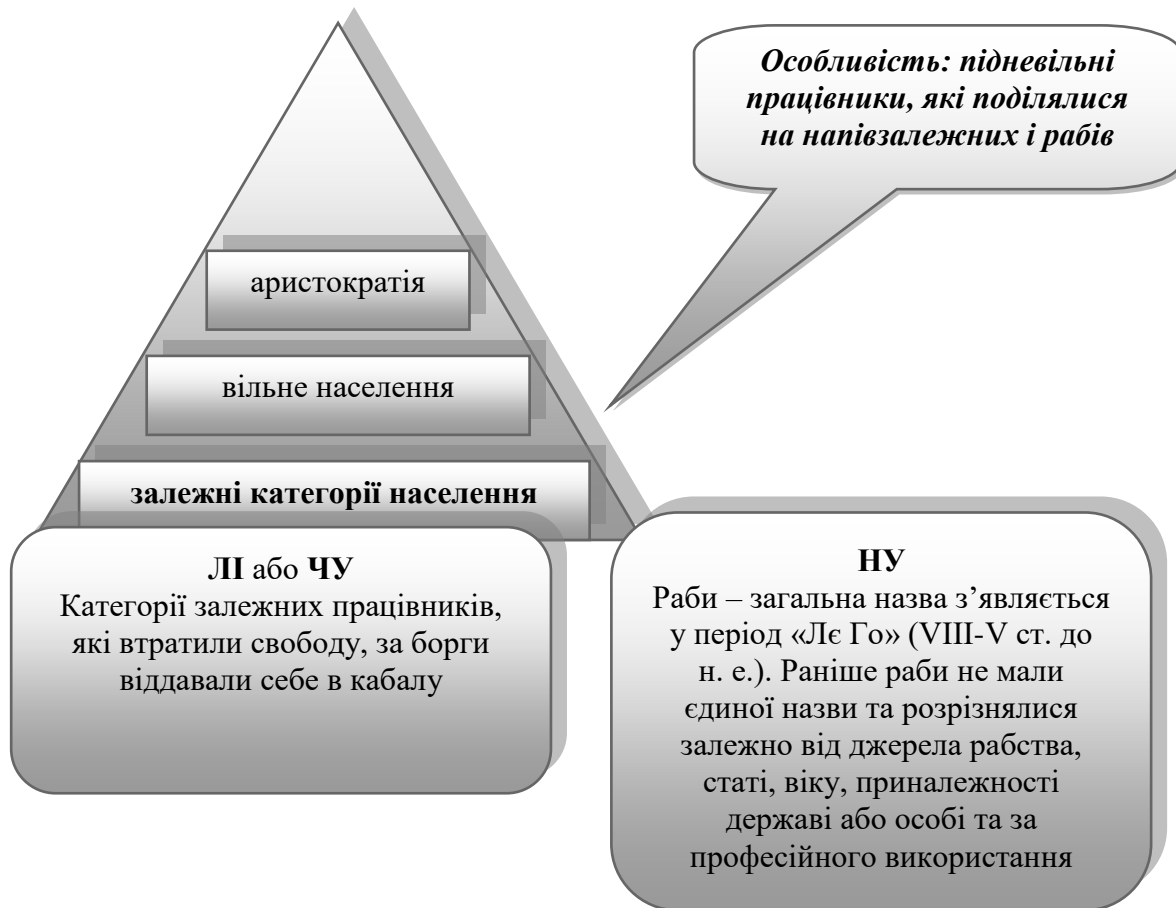 Особливість: підневільні
працівники, які поділялися
на напівзалежних і рабів
аристократія
вільне населення
залежні категорії населення
ЛІ або ЧУ
Категорії залежних працівників,
які втратили свободу, за борги
віддавали себе в кабалу
НУ
Раби – загальна назва з’являється
у період «Лє Го» (VIII-V ст. до
н. е.). Раніше раби не мали
єдиної назви та розрізнялися
залежно від джерела рабства,
статі, віку, приналежності
державі або особі та за
професійного використання